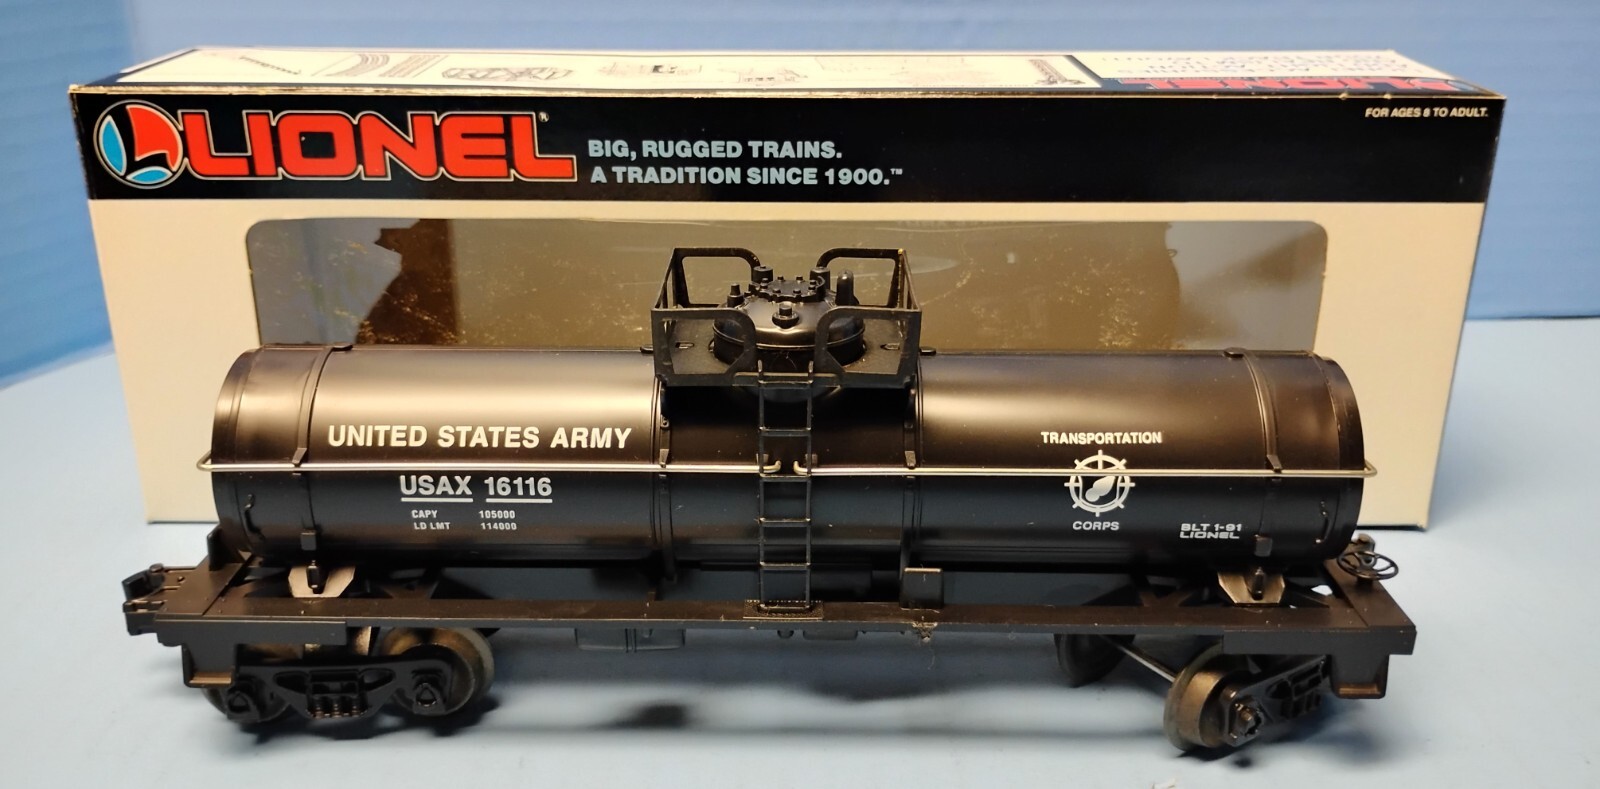 LIONEL®
BIG, RUGGED TRAINS.
A TRADITION SINCE 1900.™
FOR AGES 8 TO ADULT.
UNITED STATES ARMY
USAX 16116
CAPY 105000
LD LMT 114000
TRANSPORTATION
CORPS
BLT 1-91
LIONEL